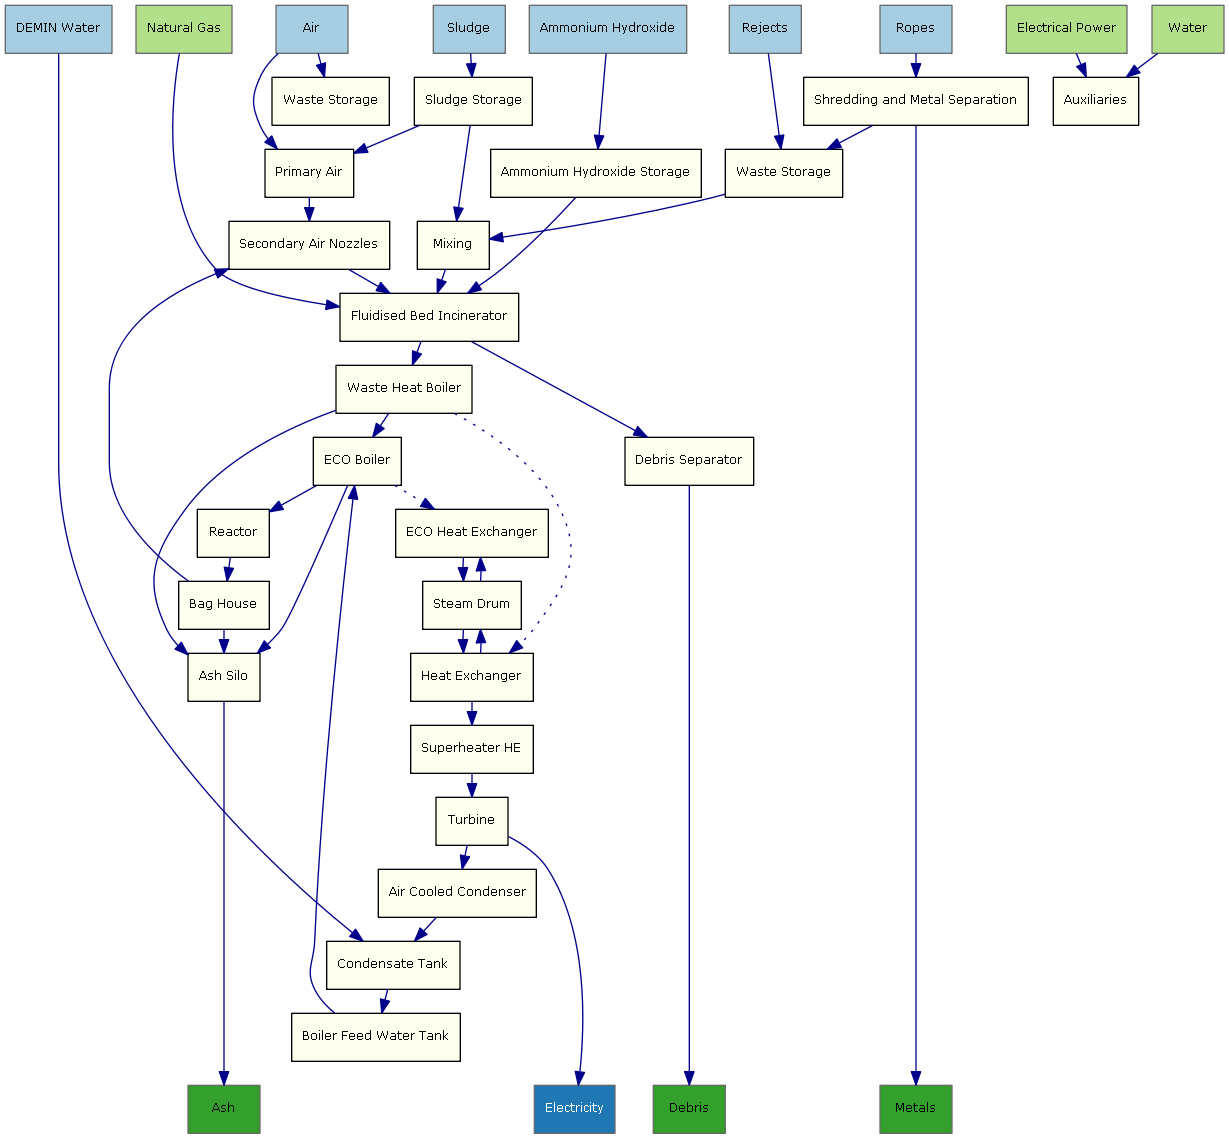 DEMIN Water
Natural Gas
Air
Sludge
Ammonium Hydroxide
Rejects
Ropes
Electrical Power
Water
Waste Storage
Sludge Storage
Shredding and Metal Separation
Auxiliaries
Primary Air
Ammonium Hydroxide Storage
Waste Storage
Secondary Air Nozzles
Mixing
Fluidised Bed Incinerator
Waste Heat Boiler
ECO Boiler
Debris Separator
Reactor
ECO Heat Exchanger
Bag House
Steam Drum
Ash Silo
Heat Exchanger
Superheater HE
Turbine
Air Cooled Condenser
Condensate Tank
Boiler Feed Water Tank
Ash
Electricity
Debris
Metals